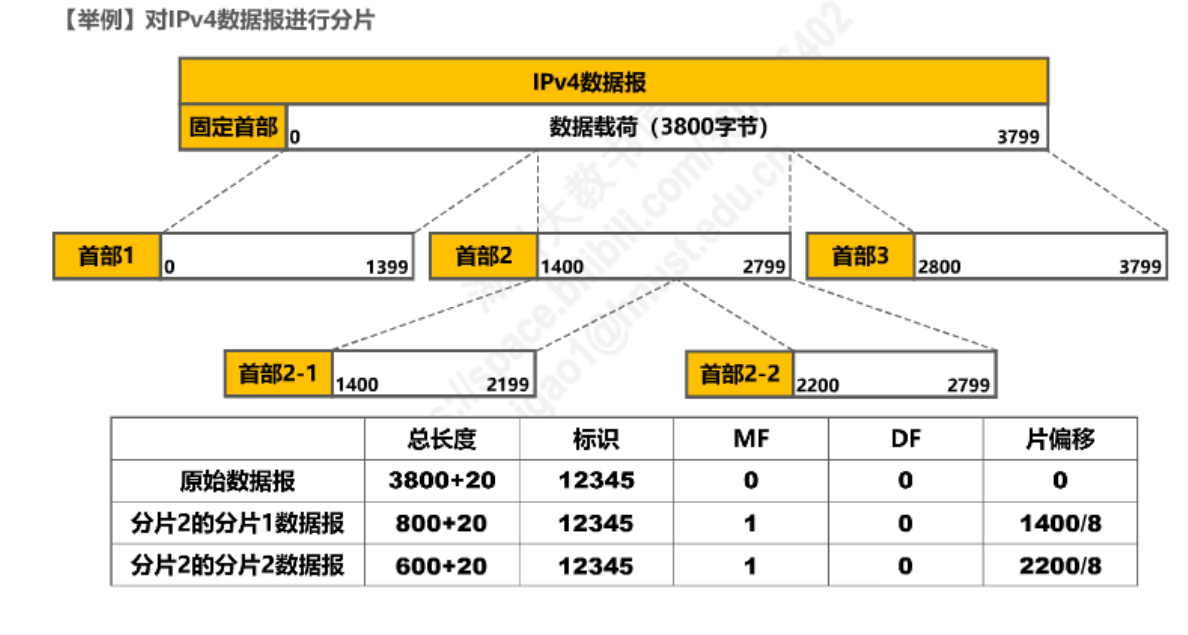 【举例】对IPv4数据报进行分片
IPv4数据报
固定首部 0 数据载荷（3800字节） 3799
首部1 0 1399 首部2 1400 2799 首部3 2800 3799
首部2-1 1400 2199 首部2-2 2200 2799
总长度 标识 MF DF 片偏移
原始数据报 3800+20 12345 0 0 0
分片2的分片1数据报 800+20 12345 1 0 1400/8
分片2的分片2数据报 600+20 12345 1 0 2200/8